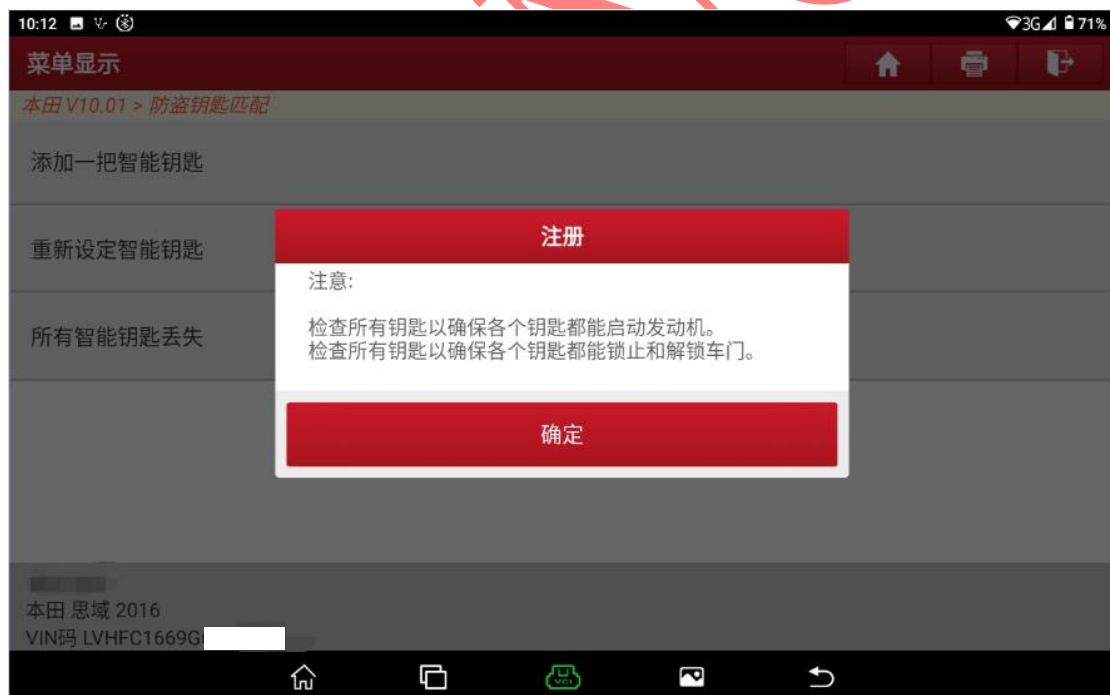 10:12
3G 71%
菜单显示
本田 V10.01 > 防盗钥匙匹配
添加一把智能钥匙
重新设定智能钥匙
所有智能钥匙丢失
注册
注意:
检查所有钥匙以确保各个钥匙都能启动发动机。
检查所有钥匙以确保各个钥匙都能锁止和解锁车门。
确定
本田 思域 2016
VIN码 LVHFC1669G
VCI